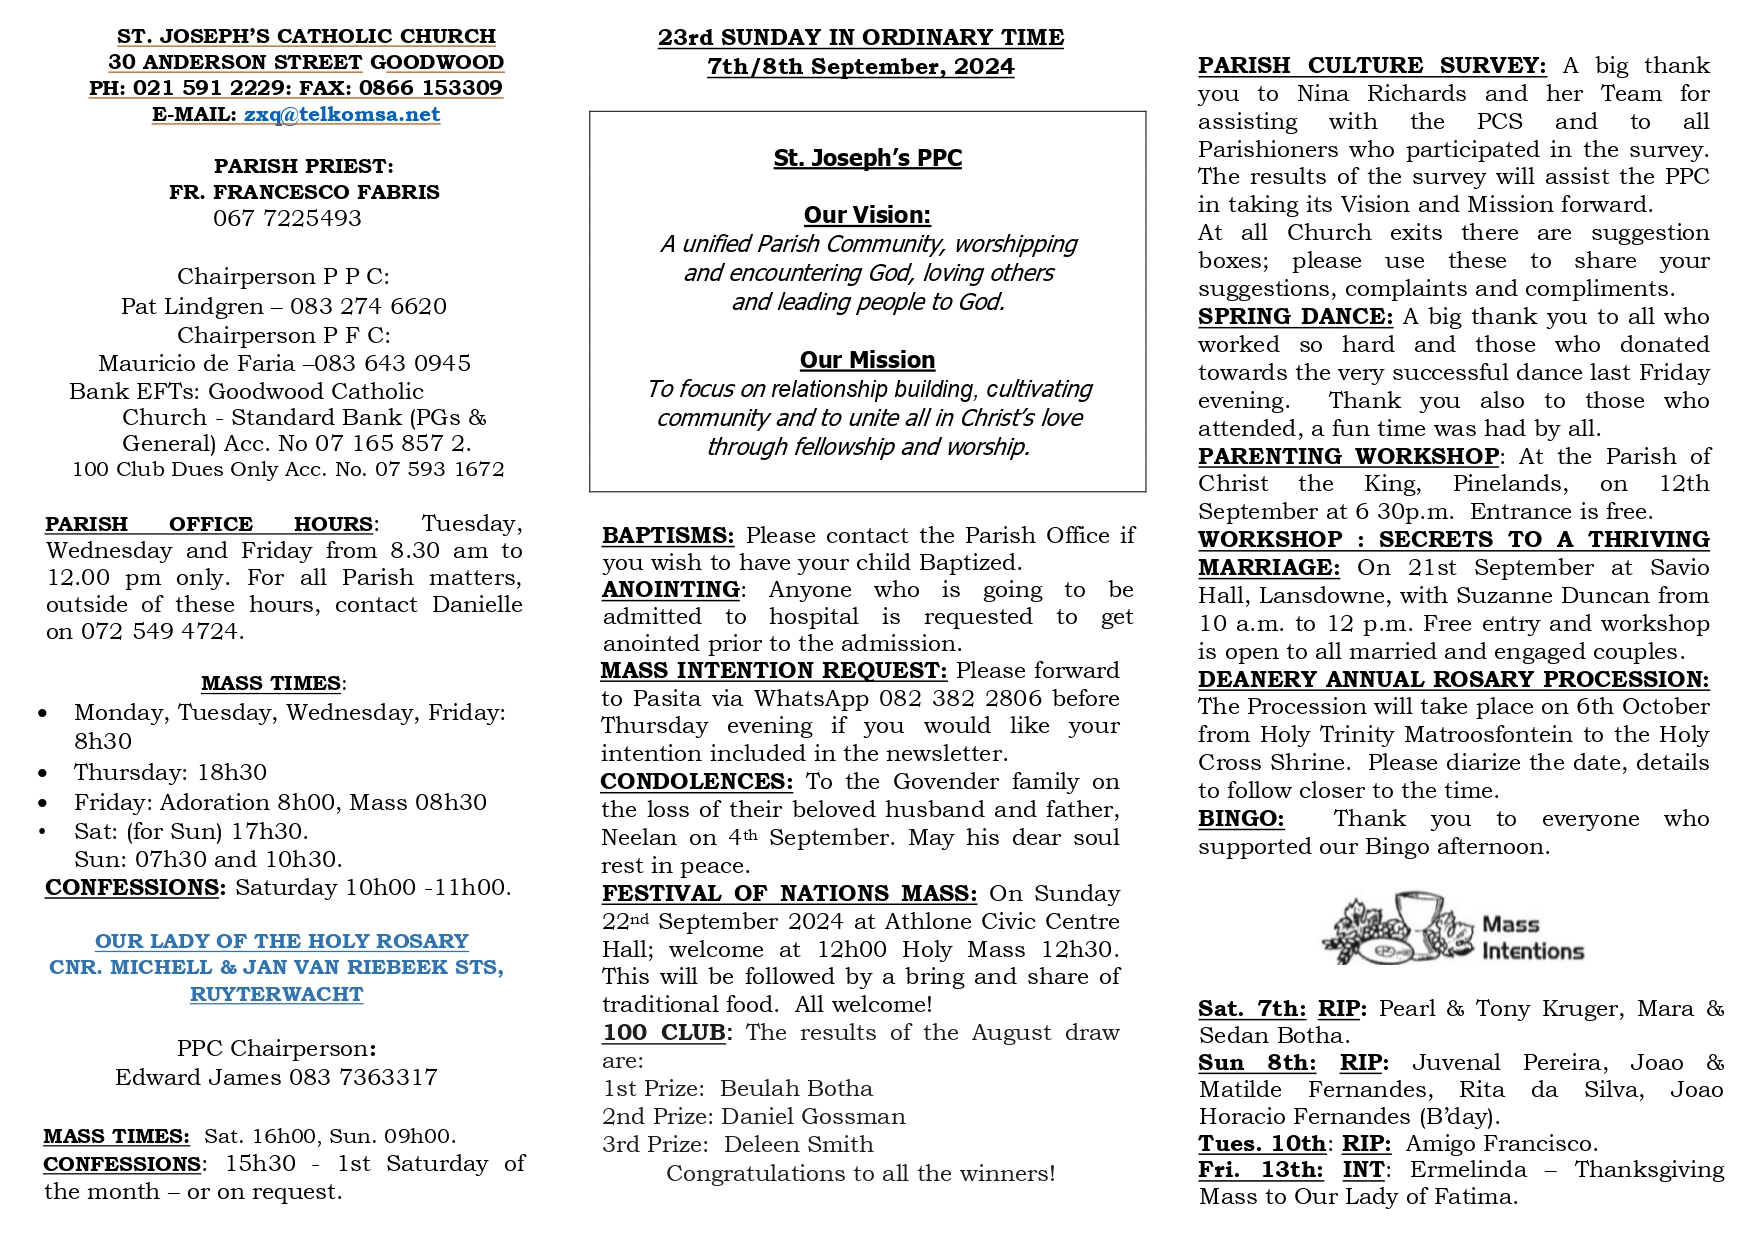 ST. JOSEPH’S CATHOLIC CHURCH
30 ANDERSON STREET GOODWOOD
PH: 021 591 2229: FAX: 0866 153309
E-MAIL: zxq@telkomsa.net
PARISH PRIEST:
FR. FRANCESCO FABRIS
067 7225493
Chairperson P P C:
Pat Lindgren – 083 274 6620
Chairperson P F C:
Mauricio de Faria –083 643 0945
Bank EFTs: Goodwood Catholic
Church - Standard Bank (PGs &
General) Acc. No 07 165 857 2.
100 Club Dues Only Acc. No. 07 593 1672
PARISH OFFICE HOURS: Tuesday,
Wednesday and Friday from 8.30 am to
12.00 pm only. For all Parish matters,
outside of these hours, contact Danielle
on 072 549 4724.
MASS TIMES:
• Monday, Tuesday, Wednesday, Friday:
8h30
• Thursday: 18h30
• Friday: Adoration 8h00, Mass 08h30
• Sat: (for Sun) 17h30.
Sun: 07h30 and 10h30.
CONFESSIONS: Saturday 10h00 -11h00.
OUR LADY OF THE HOLY ROSARY
CNR. MICHELL & JAN VAN RIEBEEK STS,
RUYTERWACHT
PPC Chairperson:
Edward James 083 7363317
MASS TIMES: Sat. 16h00, Sun. 09h00.
CONFESSIONS: 15h30 - 1st Saturday of
the month – or on request.
23rd SUNDAY IN ORDINARY TIME
7th/8th September, 2024
St. Joseph’s PPC
Our Vision:
A unified Parish Community, worshipping
and encountering God, loving others
and leading people to God.
Our Mission
To focus on relationship building, cultivating
community and to unite all in Christ’s love
through fellowship and worship.
BAPTISMS: Please contact the Parish Office if
you wish to have your child Baptized.
ANOINTING: Anyone who is going to be
admitted to hospital is requested to get
anointed prior to the admission.
MASS INTENTION REQUEST: Please forward
to Pasita via WhatsApp 082 382 2806 before
Thursday evening if you would like your
intention included in the newsletter.
CONDOLENCES: To the Govender family on
the loss of their beloved husband and father,
Neelan on 4th September. May his dear soul
rest in peace.
FESTIVAL OF NATIONS MASS: On Sunday
22nd September 2024 at Athlone Civic Centre
Hall; welcome at 12h00 Holy Mass 12h30.
This will be followed by a bring and share of
traditional food. All welcome!
100 CLUB: The results of the August draw
are:
1st Prize: Beulah Botha
2nd Prize: Daniel Gossman
3rd Prize: Deleen Smith
Congratulations to all the winners!
PARISH CULTURE SURVEY: A big thank
you to Nina Richards and her Team for
assisting with the PCS and to all
Parishioners who participated in the survey.
The results of the survey will assist the PPC
in taking its Vision and Mission forward.
At all Church exits there are suggestion
boxes; please use these to share your
suggestions, complaints and compliments.
SPRING DANCE: A big thank you to all who
worked so hard and those who donated
towards the very successful dance last Friday
evening. Thank you also to those who
attended, a fun time was had by all.
PARENTING WORKSHOP: At the Parish of
Christ the King, Pinelands, on 12th
September at 6 30p.m. Entrance is free.
WORKSHOP : SECRETS TO A THRIVING
MARRIAGE: On 21st September at Savio
Hall, Lansdowne, with Suzanne Duncan from
10 a.m. to 12 p.m. Free entry and workshop
is open to all married and engaged couples.
DEANERY ANNUAL ROSARY PROCESSION:
The Procession will take place on 6th October
from Holy Trinity Matroosfontein to the Holy
Cross Shrine. Please diarize the date, details
to follow closer to the time.
BINGO: Thank you to everyone who
supported our Bingo afternoon.
Mass
Intentions
Sat. 7th: RIP: Pearl & Tony Kruger, Mara &
Sedan Botha.
Sun 8th: RIP: Juvenal Pereira, Joao &
Matilde Fernandes, Rita da Silva, Joao
Horacio Fernandes (B’day).
Tues. 10th: RIP: Amigo Francisco.
Fri. 13th: INT: Ermelinda – Thanksgiving
Mass to Our Lady of Fatima.